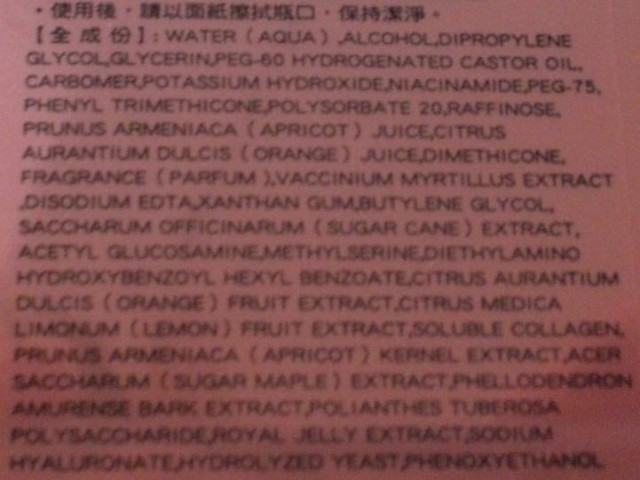 ・使用後，請以面紙擦拭瓶口，保持潔淨。
【全成份】: WATER (AQUA) ,ALCOHOL,DIPROPYLENE
GLYCOL,GLYCERIN,PEG-60 HYDROGENATED CASTOR OIL,
CARBOMER,POTASSIUM HYDROXIDE,NIACINAMIDE,PEG-75,
PHENYL TRIMETHICONE,POLYSORBATE 20,RAFFINOSE,
PRUNUS ARMENIACA (APRICOT) JUICE,CITRUS
AURANTIUM DULCIS (ORANGE) JUICE,DIMETHICONE,
FRAGRANCE (PARFUM),VACCINIUM MYRTILLUS EXTRACT
,DISODIUM EDTA,XANTHAN GUM,BUTYLENE GLYCOL,
SACCHARUM OFFICINARUM (SUGAR CANE) EXTRACT,
ACETYL GLUCOSAMINE,METHYLSERINE,DIETHYLAMINO
HYDROXYBENZOYL HEXYL BENZOATE,CITRUS AURANTIUM
DULCIS (ORANGE) FRUIT EXTRACT,CITRUS MEDICA
LIMONUM (LEMON) FRUIT EXTRACT,SOLUBLE COLLAGEN,
PRUNUS ARMENIACA (APRICOT) KERNEL EXTRACT,ACER
SACCHARUM (SUGAR MAPLE) EXTRACT,PHELLODENDRON
AMURENSE BARK EXTRACT,POLIANTHES TUBEROSA
POLYSACCHARIDE,ROYAL JELLY EXTRACT,SODIUM
HYALURONATE,HYDROLYZED YEAST,PHENOXYETHANOL